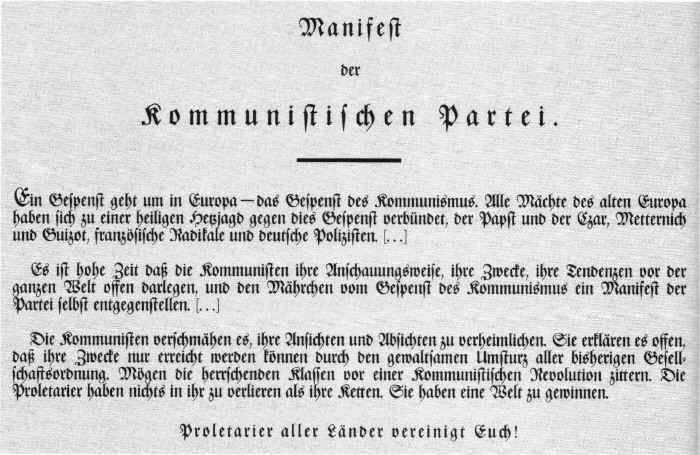 Manifest
der
Kommunistischen Partei.
Ein Gespenst geht um in Europa — das Gespenst des Kommunismus. Alle Mächte des alten Europa
haben sich zu einer heiligen Hetzjagd gegen dies Gespenst verbündet, der Papst und der Czar, Metternich
und Guizot, französische Radikale und deutsche Polizisten. […]
Es ist hohe Zeit daß die Kommunisten ihre Anschauungsweise, ihre Zwecke, ihre Tendenzen vor der
ganzen Welt offen darlegen, und den Mährchen vom Gespenst des Kommunismus ein Manifest der
Partei selbst entgegenstellen. […]
Die Kommunisten verschmähen es, ihre Ansichten und Absichten zu verheimlichen. Sie erklären es offen,
daß ihre Zwecke nur erreicht werden können durch den gewaltsamen Umsturz aller bisherigen Gesell-
schaftsordnung. Mögen die herrschenden Klassen vor einer Kommunistischen Revolution zittern. Die
Proletarier haben nichts in ihr zu verlieren als ihre Ketten. Sie haben eine Welt zu gewinnen.
Proletarier aller Länder vereinigt Euch!